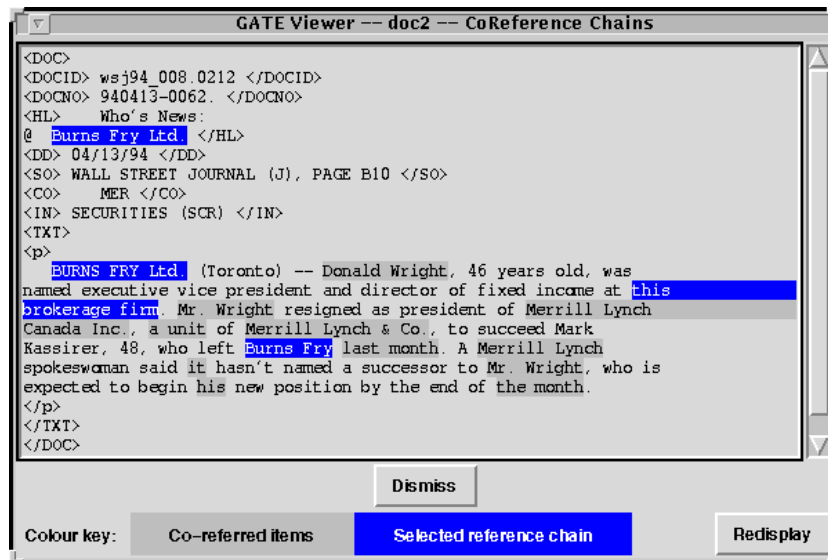 GATE Viewer -- doc2 -- CoReference Chains
<DOC>
<DOCID> wsj94_008.0212 </DOCID>
<DOCNO> 940413-0062. </DOCNO>
<HL>    Who's News:
@  Burns Fry Ltd. </HL>
<DD> 04/13/94 </DD>
<SO> WALL STREET JOURNAL (J), PAGE B10 </SO>
<CO>    MER </CO>
<IN> SECURITIES (SCR) </IN>
<TXT>
<p>
BURNS FRY Ltd. (Toronto) -- Donald Wright, 46 years old, was
named executive vice president and director of fixed income at this
brokerage firm. Mr. Wright resigned as president of Merrill Lynch
Canada Inc., a unit of Merrill Lynch & Co., to succeed Mark
Kassirer, 48, who left Burns Fry last month. A Merrill Lynch
spokeswoman said it hasn't named a successor to Mr. Wright, who is
expected to begin his new position by the end of the month.
</p>
</TXT>
</DOC>
Dismiss
Colour key: Co-referred items Selected reference chain Redisplay